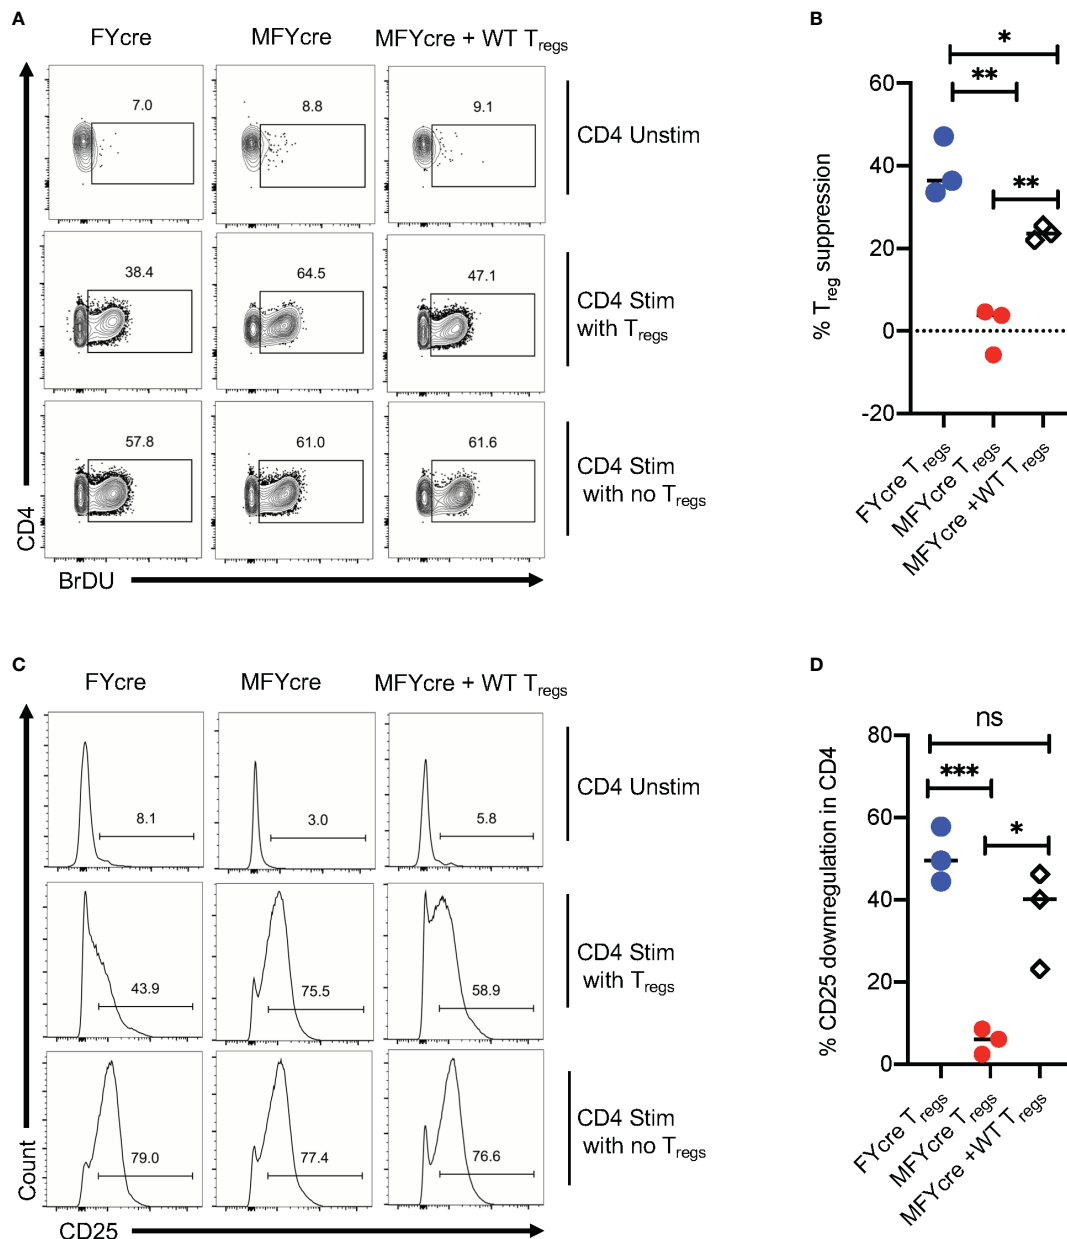 A
FYcre
MFYcre
MFYcre + WT Tregs
7.0
8.8
9.1
CD4 Unstim
38.4
64.5
47.1
CD4 Stim
with Tregs
57.8
61.0
61.6
CD4 Stim
with no Tregs
CD4
BrDU
B
% Treg suppression
60
40
20
0
-20
*
**
**
FYcre Tregs
MFYcre Tregs
MFYcre +WT Tregs
C
FYcre
MFYcre
MFYcre + WT Tregs
8.1
3.0
5.8
CD4 Unstim
43.9
75.5
58.9
CD4 Stim
with Tregs
79.0
77.4
76.6
CD4 Stim
with no Tregs
Count
CD25
D
% CD25 downregulation in CD4
80
60
40
20
0
ns
***
*
FYcre Tregs
MFYcre Tregs
MFYcre +WT Tregs